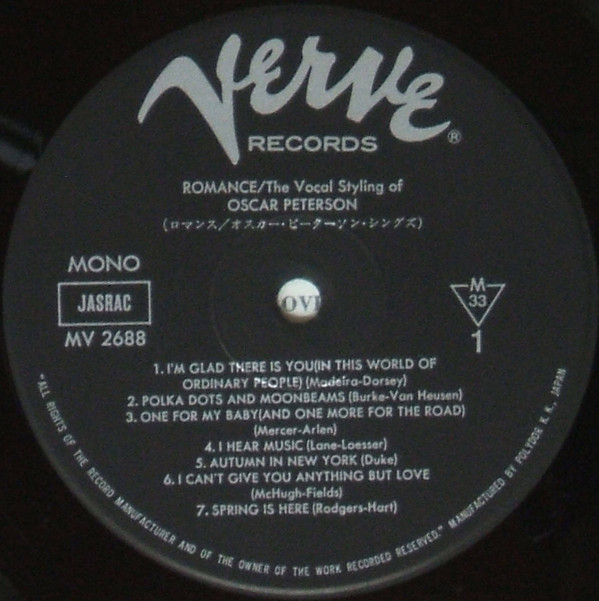 Verve
RECORDS ®
ROMANCE/The Vocal Styling of
OSCAR PETERSON
(ロマンス/オスカー・ピーターソン・シングズ)
MONO
JASRAC
MV 2688
OVE
M
33
1
1. I'M GLAD THERE IS YOU(IN THIS WORLD OF
ORDINARY PEOPLE) (Madeira-Dorsey)
2. POLKA DOTS AND MOONBEAMS (Burke-Van Heusen)
3. ONE FOR MY BABY(AND ONE MORE FOR THE ROAD)
(Mercer-Arlen)
4. I HEAR MUSIC (Lane-Loesser)
5. AUTUMN IN NEW YORK (Duke)
6. I CAN'T GIVE YOU ANYTHING BUT LOVE
(McHugh-Fields)
7. SPRING IS HERE (Rodgers-Hart)
"ALL RIGHTS OF THE RECORD MANUFACTURER AND OF THE OWNER OF THE WORK RECORDED RESERVED." MANUFACTURED BY POLYDOR K. K., JAPAN